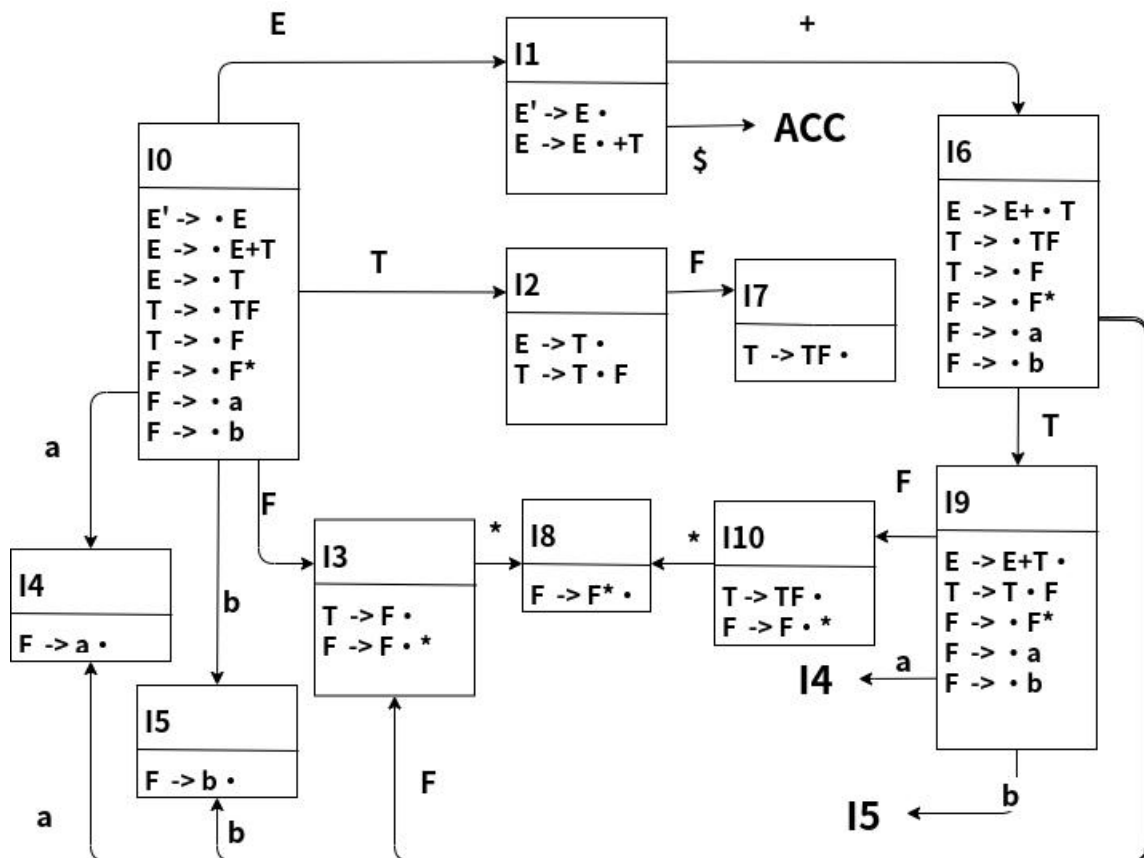 E
+
I1
E' -> E •
E -> E • +T
$
ACC
I0
E' -> • E
E -> • E+T
E -> • T
T -> • TF
T -> • F
F -> • F*
F -> • a
F -> • b
I6
E -> E+ • T
T -> • TF
T -> • F
F -> • F*
F -> • a
F -> • b
T
I2
E -> T •
T -> T • F
F
I7
T -> TF •
T
a
F
b
I3
T -> F •
F -> F • *
*
I8
F -> F* •
*
I10
T -> TF •
F -> F • *
F
I9
E -> E+T •
T -> T • F
F -> • F*
F -> • a
F -> • b
I4
F -> a •
I4
a
I5
F -> b •
F
I5
b
a
b